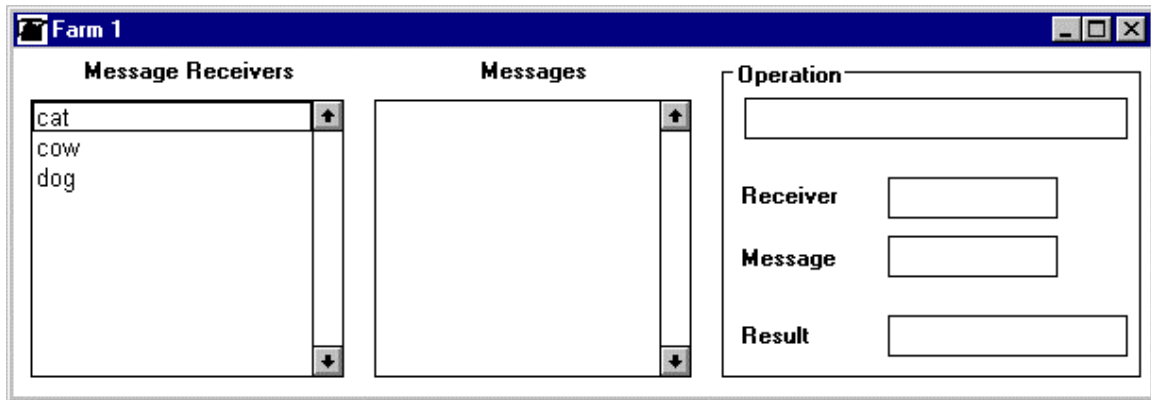 Farm 1
Message Receivers
cat
cow
dog
Messages
Operation
Receiver
Message
Result